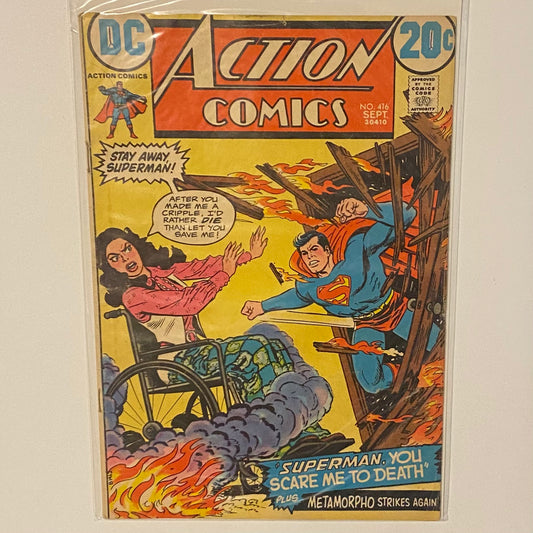 DC
ACTION COMICS
ACTION
COMICS
20¢
NO. 416
SEPT.
30410
APPROVED
BY THE
COMICS
CODE
AUTHORITY
STAY AWAY,
SUPERMAN!
AFTER YOU
MADE ME A
CRIPPLE, I'D
RATHER DIE
THAN LET YOU
SAVE ME!
"SUPERMAN, YOU
SCARE ME TO DEATH"
PLUS METAMORPHO STRIKES AGAIN!